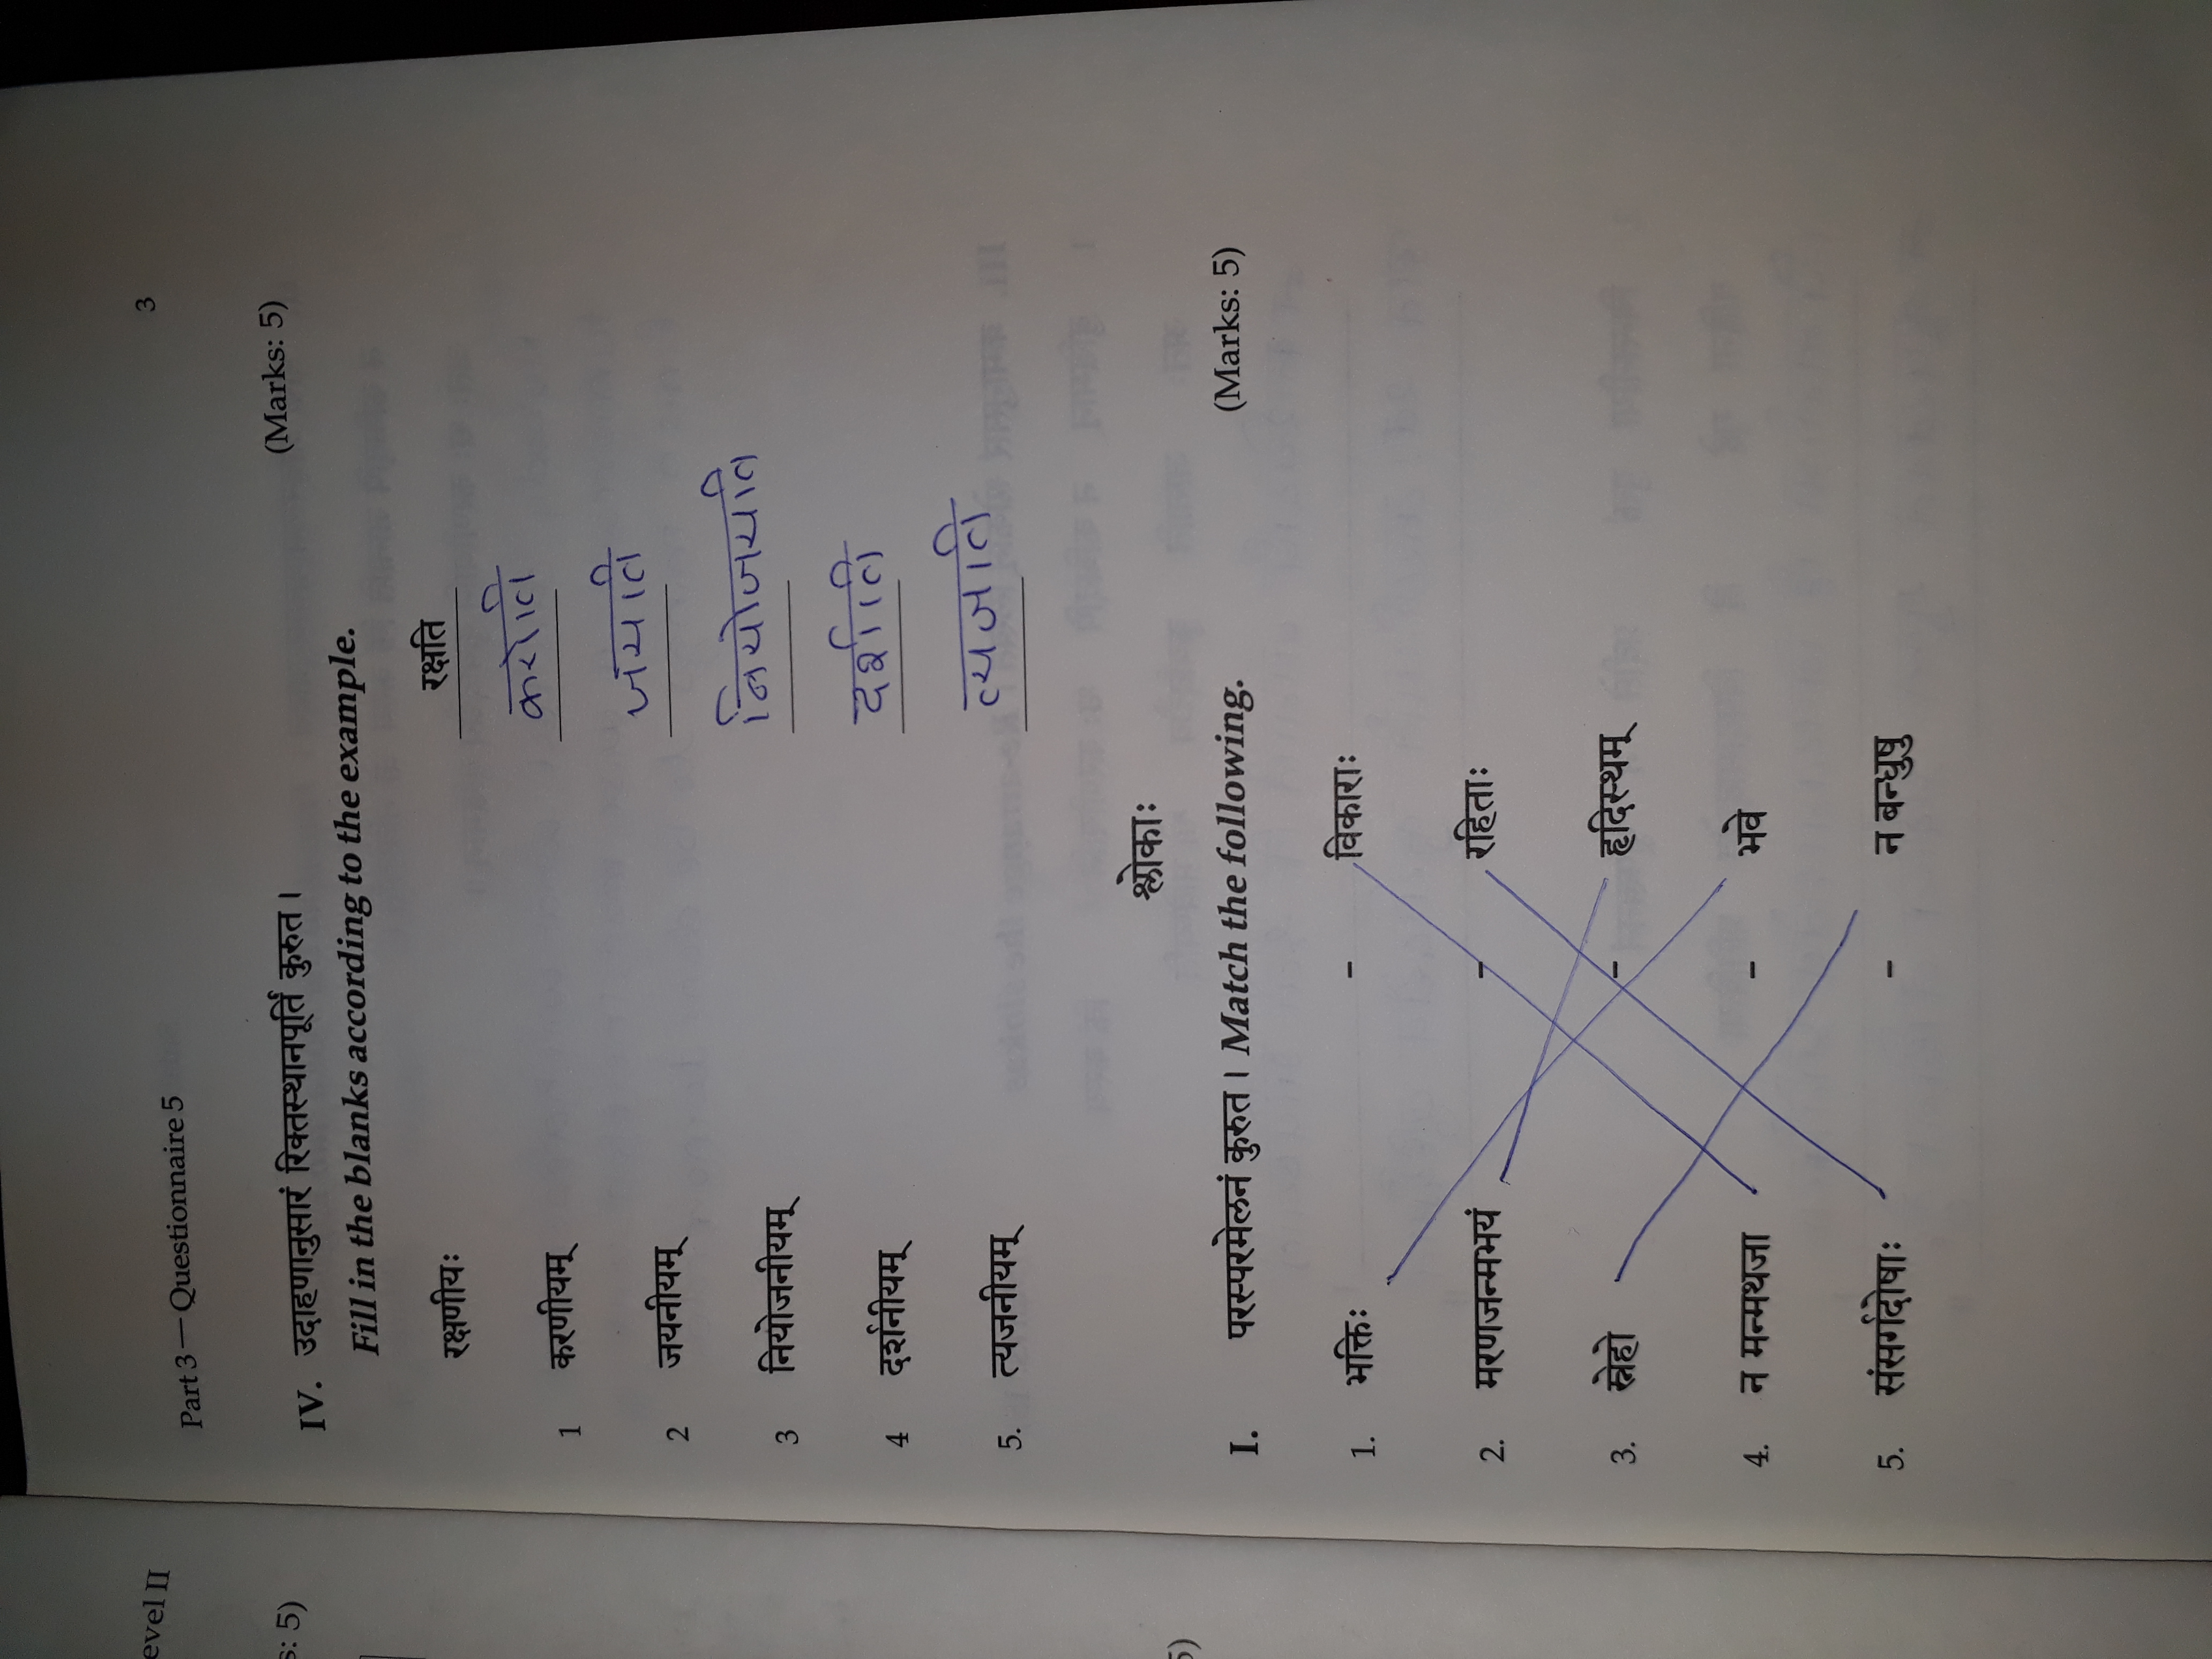 evel II
s: 5)
5)
Part 3 — Questionnaire 5
3
IV. उदाहणानुसारं रिक्तस्थानपूर्तिं कुरुत । (Marks: 5)
Fill in the blanks according to the example.
रक्षणीयः रक्षति
1 करणीयम् करोति
2 जयनीयम् जयति
3 नियोजनीयम् नियोजयति
4 दर्शनीयम् दर्शति
5. त्यजनीयम् त्यजति
श्लोकाः
I. परस्परमेलनं कुरुत । Match the following. (Marks: 5)
1. भक्तिः - विकाराः
2. मरणजन्मभयं - रहिताः
3. स्नेहो - हृदिस्थम्
4. न मन्मथजा - भवे
5. संसर्गदोषाः - न बन्धुषु